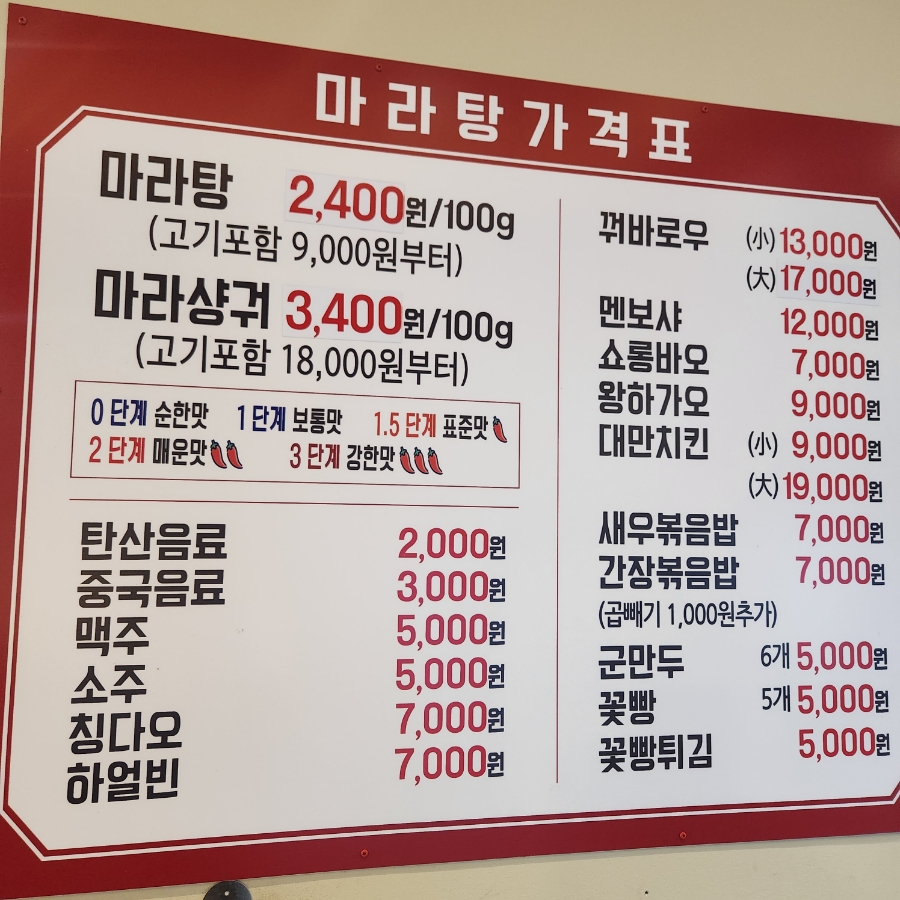 마라탕가격표
마라탕 2,400원/100g
(고기포함 9,000원부터)
마라샹궈 3,400원/100g
(고기포함 18,000원부터)
0 단계 순한맛 1 단계 보통맛 1.5 단계 표준맛
2 단계 매운맛 3 단계 강한맛
탄산음료 2,000원
중국음료 3,000원
맥주 5,000원
소주 5,000원
칭다오 7,000원
하얼빈 7,000원
꿔바로우 (小) 13,000원
(大) 17,000원
멘보샤 12,000원
쇼롱바오 7,000원
왕하가오 9,000원
대만치킨 (小) 9,000원
(大) 19,000원
새우볶음밥 7,000원
간장볶음밥 7,000원
(곱빼기 1,000원추가)
군만두 6개 5,000원
꽃빵 5개 5,000원
꽃빵튀김 5,000원